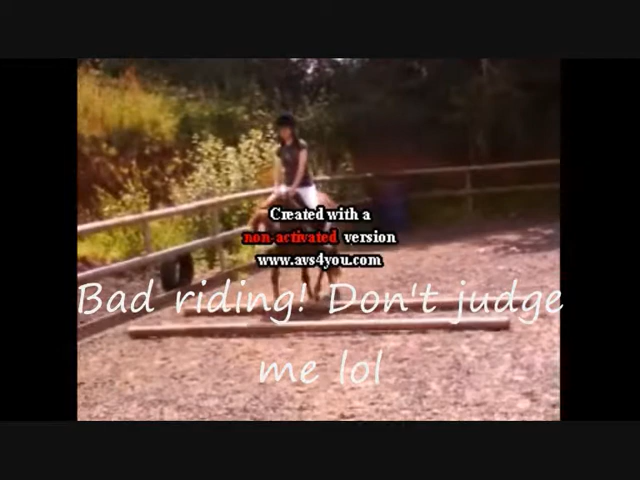 Created with a
non-activated version
www.avs4you.com
Bad riding! Don't judge
me lol